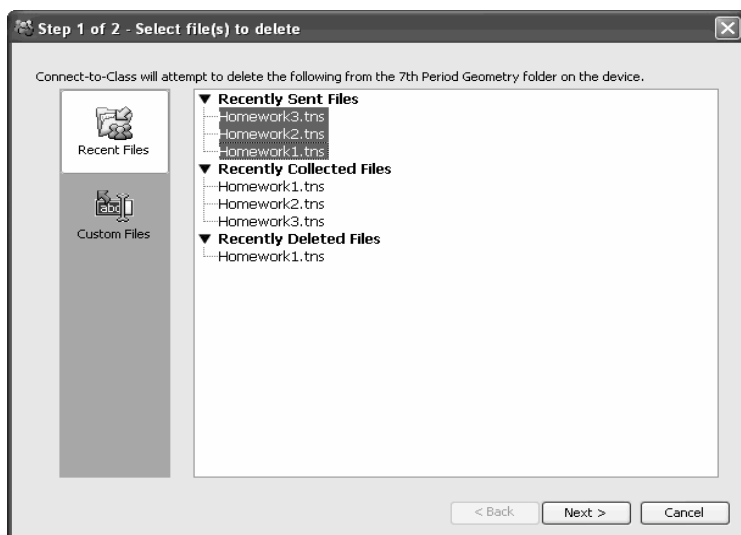 Step 1 of 2 - Select file(s) to delete
Connect-to-Class will attempt to delete the following from the 7th Period Geometry folder on the device.
Recent Files
abc
Custom Files
▼ Recently Sent Files
Homework3.tns
Homework2.tns
Homework1.tns
▼ Recently Collected Files
Homework1.tns
Homework2.tns
Homework3.tns
▼ Recently Deleted Files
Homework1.tns
< Back
Next >
Cancel